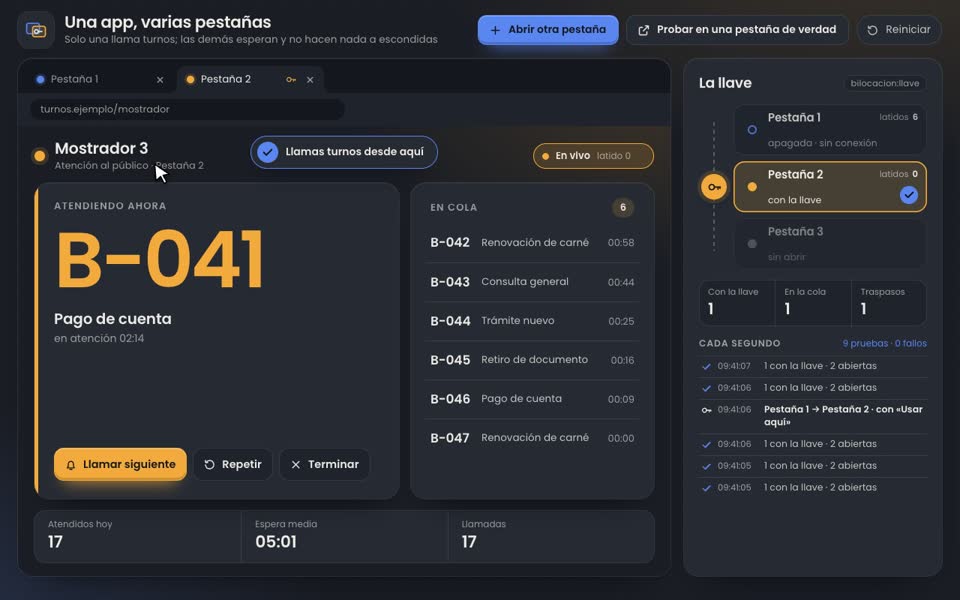 Una app, varias pestañas
Solo una llama turnos; las demás esperan y no hacen nada a escondidas
Abrir otra pestaña
Probar en una pestaña de verdad
Reiniciar
Pestaña 1
Pestaña 2
turnos.ejemplo/mostrador
Mostrador 3
Atención al público · Pestaña 2
Llamas turnos desde aquí
En vivo latido 0
ATENDIENDO AHORA
B-041
Pago de cuenta
en atención 02:14
Llamar siguiente
Repetir
Terminar
EN COLA 6
B-042 Renovación de carné 00:58
B-043 Consulta general 00:44
B-044 Trámite nuevo 00:25
B-045 Retiro de documento 00:16
B-046 Pago de cuenta 00:09
B-047 Renovación de carné 00:00
Atendidos hoy
17
Espera media
05:01
Llamadas
17
La llave
bilocacion:llave
Pestaña 1 latidos 6
apagada · sin conexión
Pestaña 2 latidos 0
con la llave
Pestaña 3
sin abrir
Con la llave
1
En la cola
1
Traspasos
1
CADA SEGUNDO 9 pruebas · 0 fallos
09:41:07 1 con la llave · 2 abiertas
09:41:06 1 con la llave · 2 abiertas
09:41:06 Pestaña 1 → Pestaña 2 · con «Usar
aquí»
09:41:06 1 con la llave · 2 abiertas
09:41:05 1 con la llave · 2 abiertas
09:41:05 1 con la llave · 2 abiertas